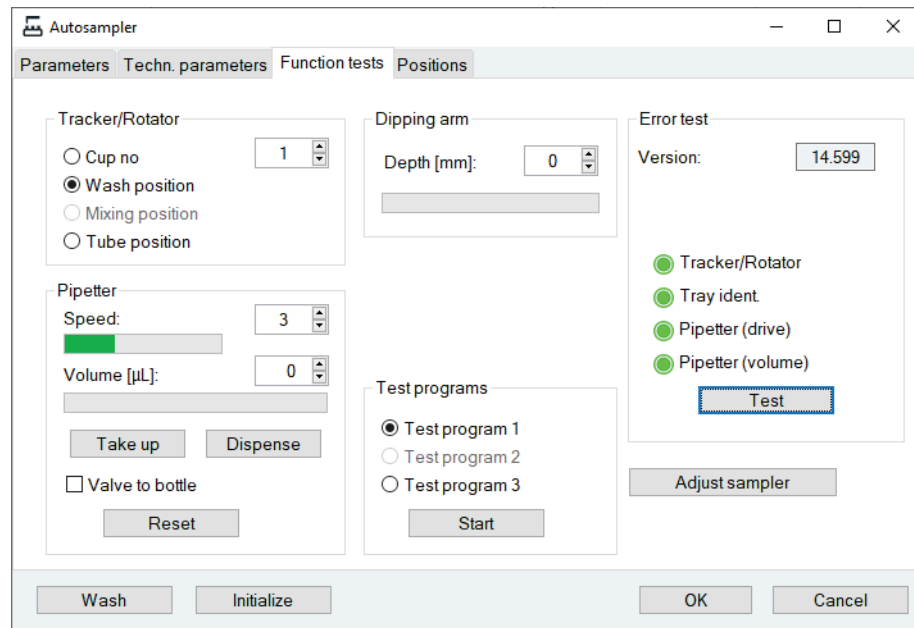 Autosampler
Parameters Techn. parameters Function tests Positions
Tracker/Rotator
Cup no 1
Wash position
Mixing position
Tube position
Pipetter
Speed: 3
Volume [µL]: 0
Take up Dispense
Valve to bottle
Reset
Dipping arm
Depth [mm]: 0
Test programs
Test program 1
Test program 2
Test program 3
Start
Error test
Version: 14.599
Tracker/Rotator
Tray ident.
Pipetter (drive)
Pipetter (volume)
Test
Adjust sampler
Wash Initialize OK Cancel